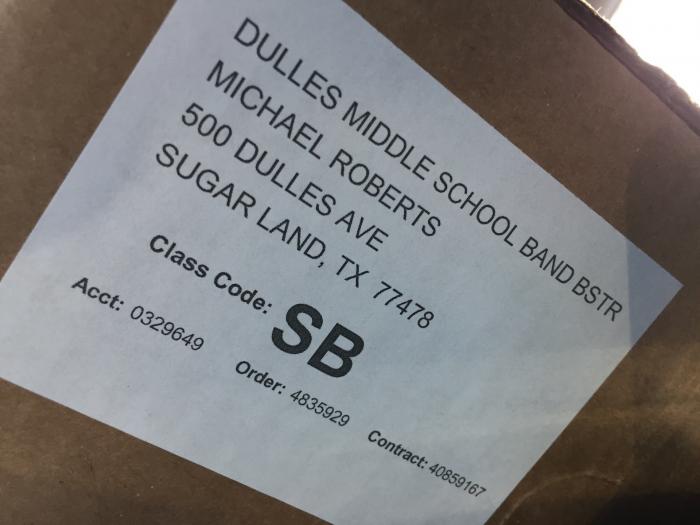 DULLES MIDDLE SCHOOL BAND BSTR
MICHAEL ROBERTS
500 DULLES AVE
SUGAR LAND, TX 77478
Class Code: SB
Acct: 0329649 Order: 4835929 Contract: 40859167